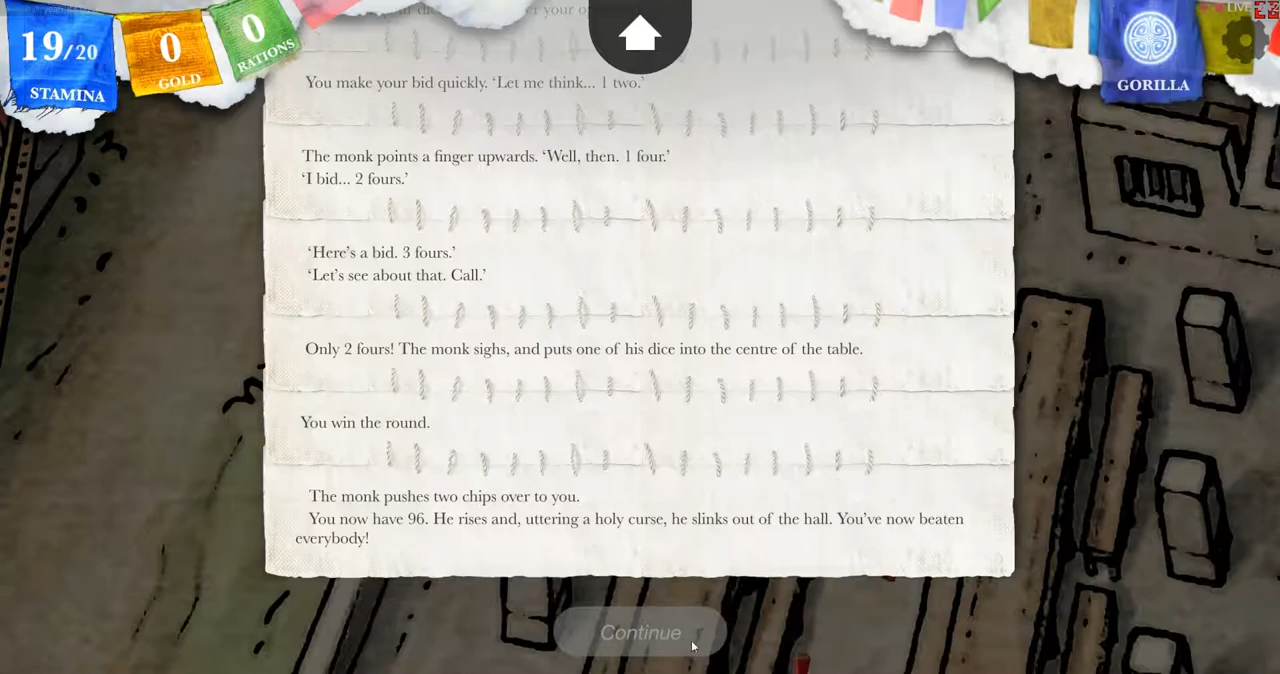 19/20
STAMINA
0
GOLD
0
RATIONS
LIVE
GORILLA
You make your bid quickly. ‘Let me think... 1 two.’
The monk points a finger upwards. ‘Well, then. 1 four.’
‘I bid... 2 fours.’
‘Here’s a bid. 3 fours.’
‘Let’s see about that. Call.’
Only 2 fours! The monk sighs, and puts one of his dice into the centre of the table.
You win the round.
The monk pushes two chips over to you.
You now have 96. He rises and, uttering a holy curse, he slinks out of the hall. You’ve now beaten
everybody!
Continue